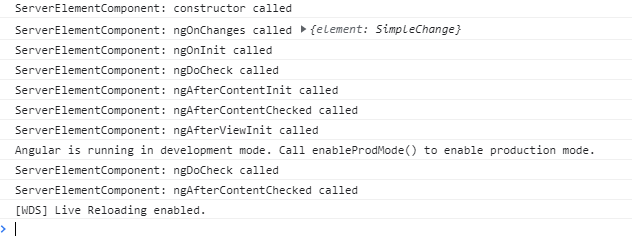 ServerElementComponent: constructor called
ServerElementComponent: ngOnChanges called {element: SimpleChange}
ServerElementComponent: ngOnInit called
ServerElementComponent: ngDoCheck called
ServerElementComponent: ngAfterContentInit called
ServerElementComponent: ngAfterContentChecked called
ServerElementComponent: ngAfterViewInit called
Angular is running in development mode. Call enableProdMode() to enable production mode.
ServerElementComponent: ngDoCheck called
ServerElementComponent: ngAfterContentChecked called
[WDS] Live Reloading enabled.